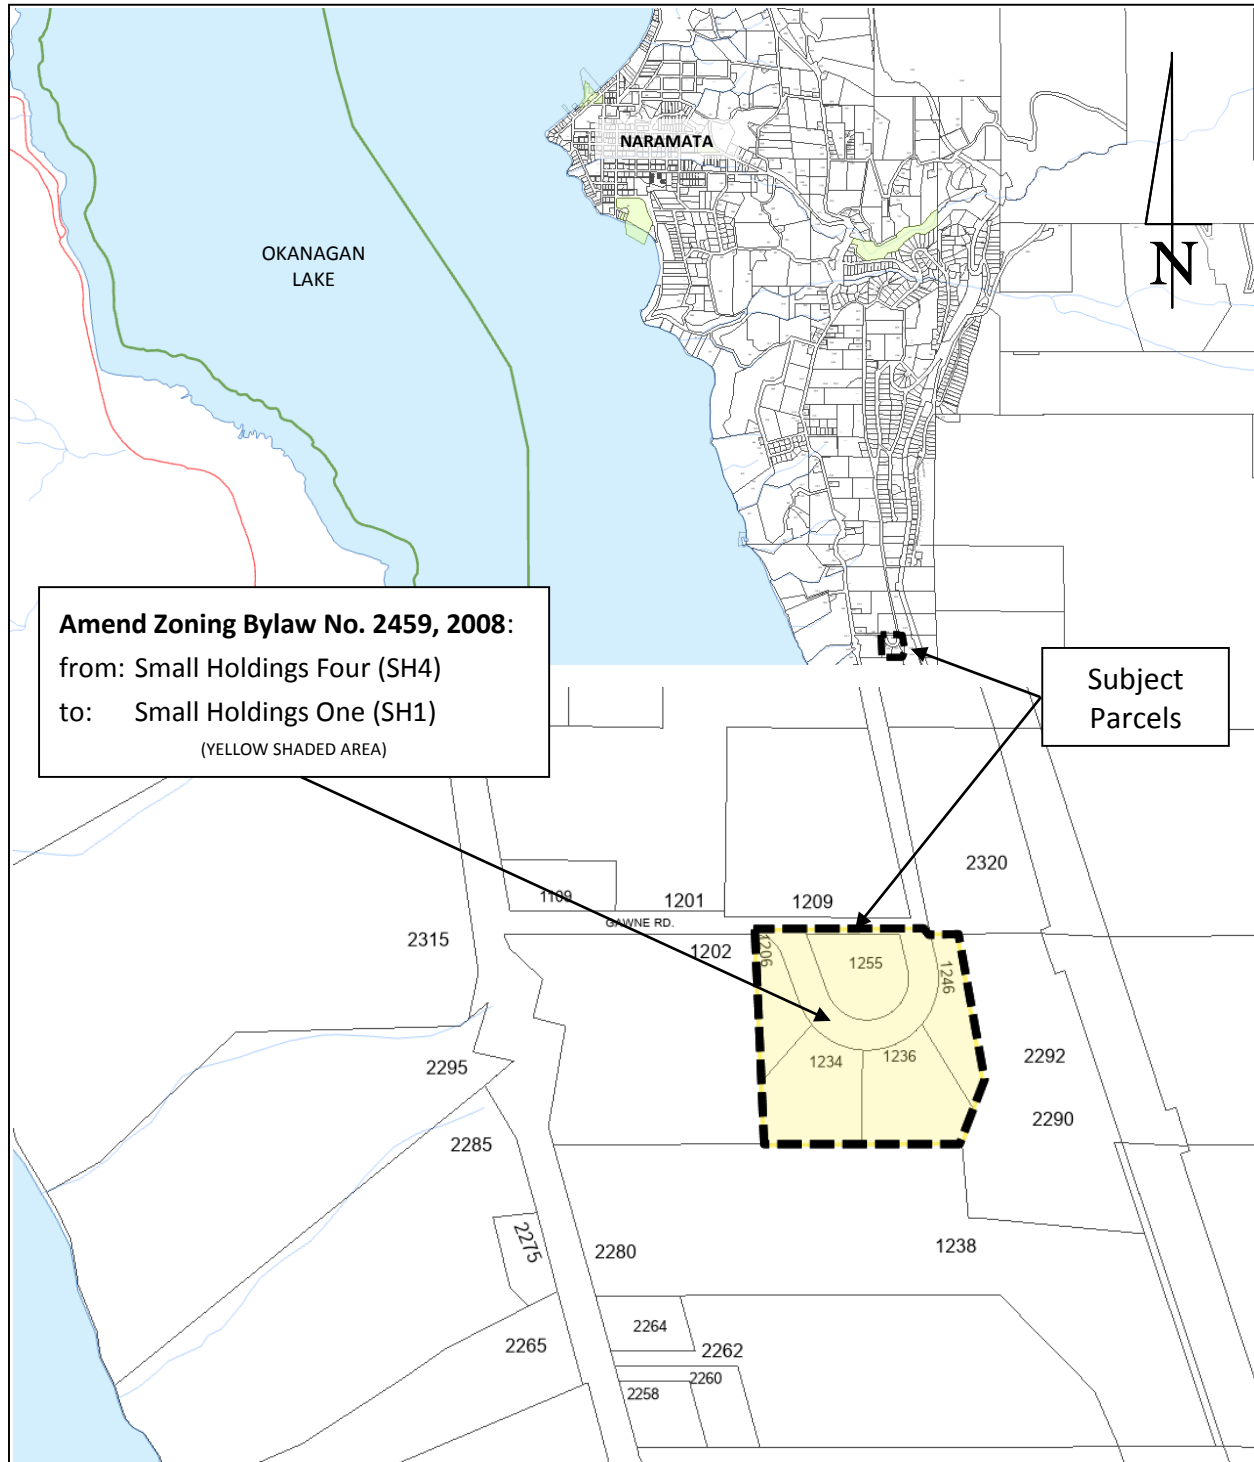 NARAMATA
OKANAGAN
LAKE
N
Amend Zoning Bylaw No. 2459, 2008:
from: Small Holdings Four (SH4)
to: Small Holdings One (SH1)
(YELLOW SHADED AREA)
Subject
Parcels
2320
1109
1201
1209
GAWNE RD.
2315
1202
1206
1255
1246
2295
1234
1236
2292
2290
2285
2275
2280
1238
2264
2265
2262
2260
2258